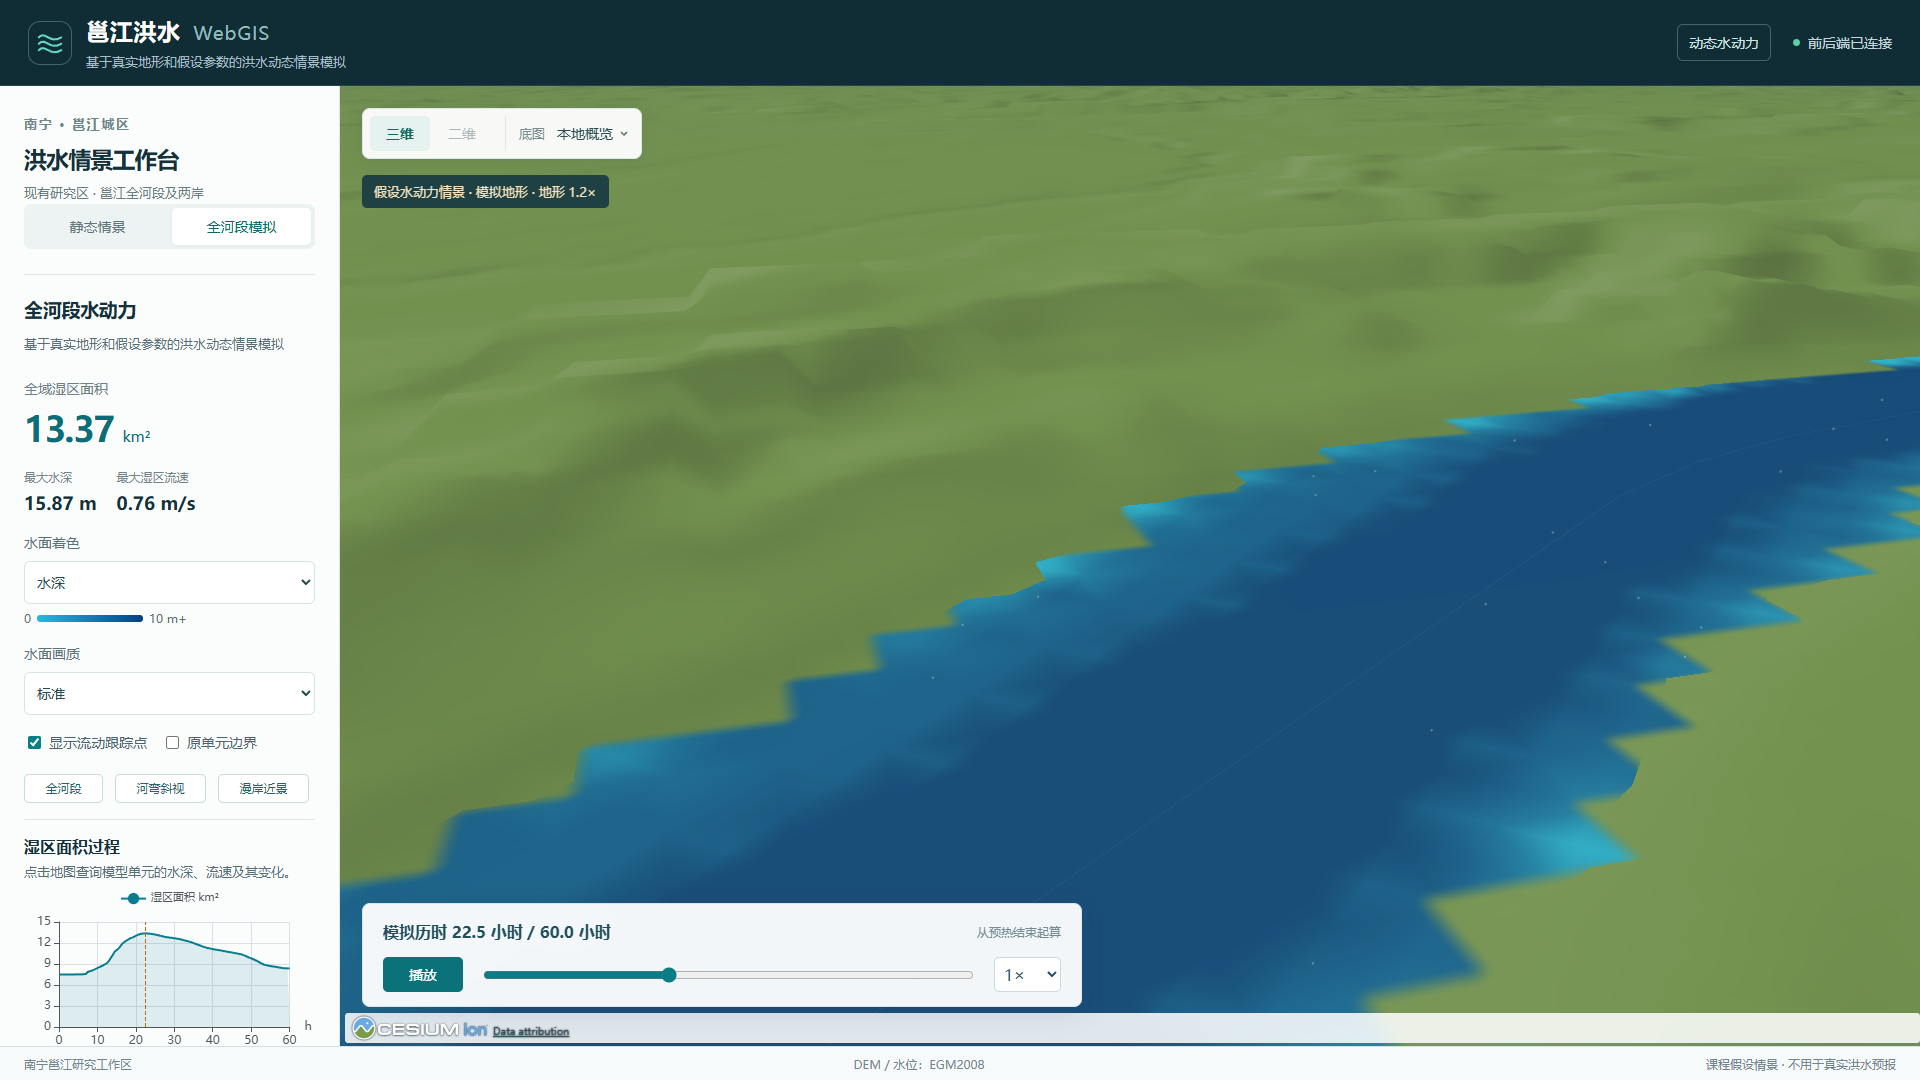 邕江洪水 WebGIS
基于真实地形和假设参数的洪水动态情景模拟
动态水动力
前后端已连接
南宁 • 邕江城区
洪水情景工作台
现有研究区 · 邕江全河段及两岸
静态情景
全河段模拟
全河段水动力
基于真实地形和假设参数的洪水动态情景模拟
全域湿区面积
13.37 km²
最大水深 最大湿区流速
15.87 m 0.76 m/s
水面着色
水深
0 10 m+
水面画质
标准
显示流动跟踪点 原单元边界
全河段 河弯斜视 漫岸近景
湿区面积过程
点击地图查询模型单元的水深、流速及其变化。
湿区面积 km²
15
12
9
6
3
0
0 10 20 30 40 50 60
h
三维 二维 底图 本地概览
假设水动力情景 · 模拟地形 · 地形 1.2×
模拟历时 22.5 小时 / 60.0 小时
从预热结束起算
播放
1×
CESIUM ion Data attribution
南宁邕江研究工作区
DEM / 水位：EGM2008
课程假设情景 · 不用于真实洪水预报